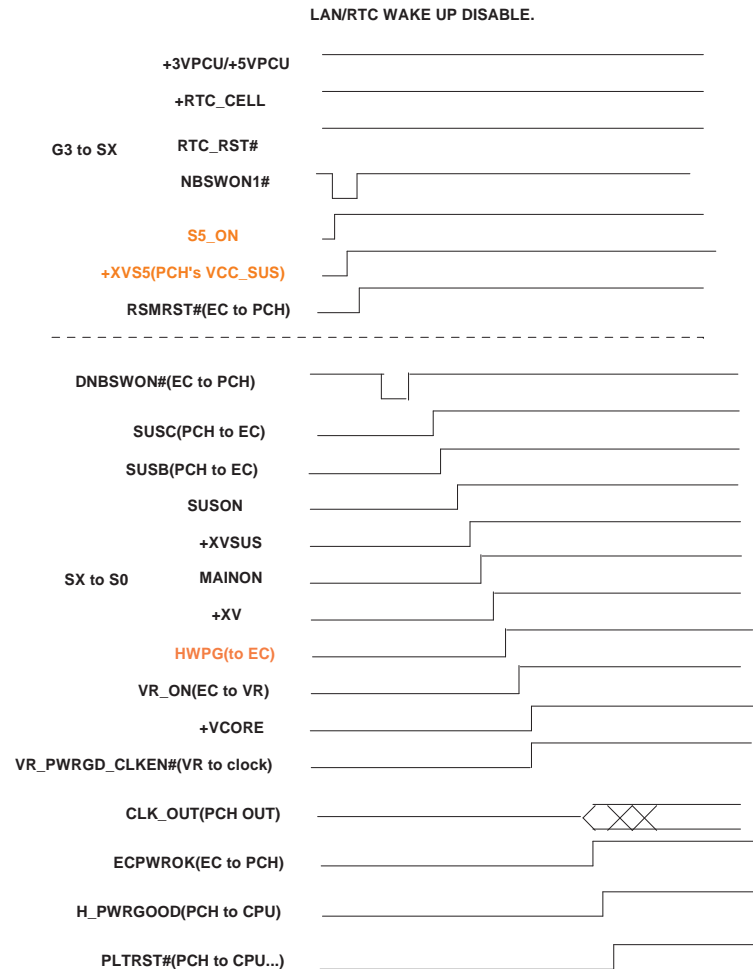 LAN/RTC WAKE UP DISABLE.
+3VPCU/+5VPCU
+RTC_CELL
G3 to SX
RTC_RST#
NBSWON1#
S5_ON
+XVS5(PCH's VCC_SUS)
RSMRST#(EC to PCH)
DNBSWON#(EC to PCH)
SUSC(PCH to EC)
SUSB(PCH to EC)
SUSON
+XVSUS
SX to S0
MAINON
+XV
HWPG(to EC)
VR_ON(EC to VR)
+VCORE
VR_PWRGD_CLKEN#(VR to clock)
CLK_OUT(PCH OUT)
ECPWROK(EC to PCH)
H_PWRGOOD(PCH to CPU)
PLTRST#(PCH to CPU...)